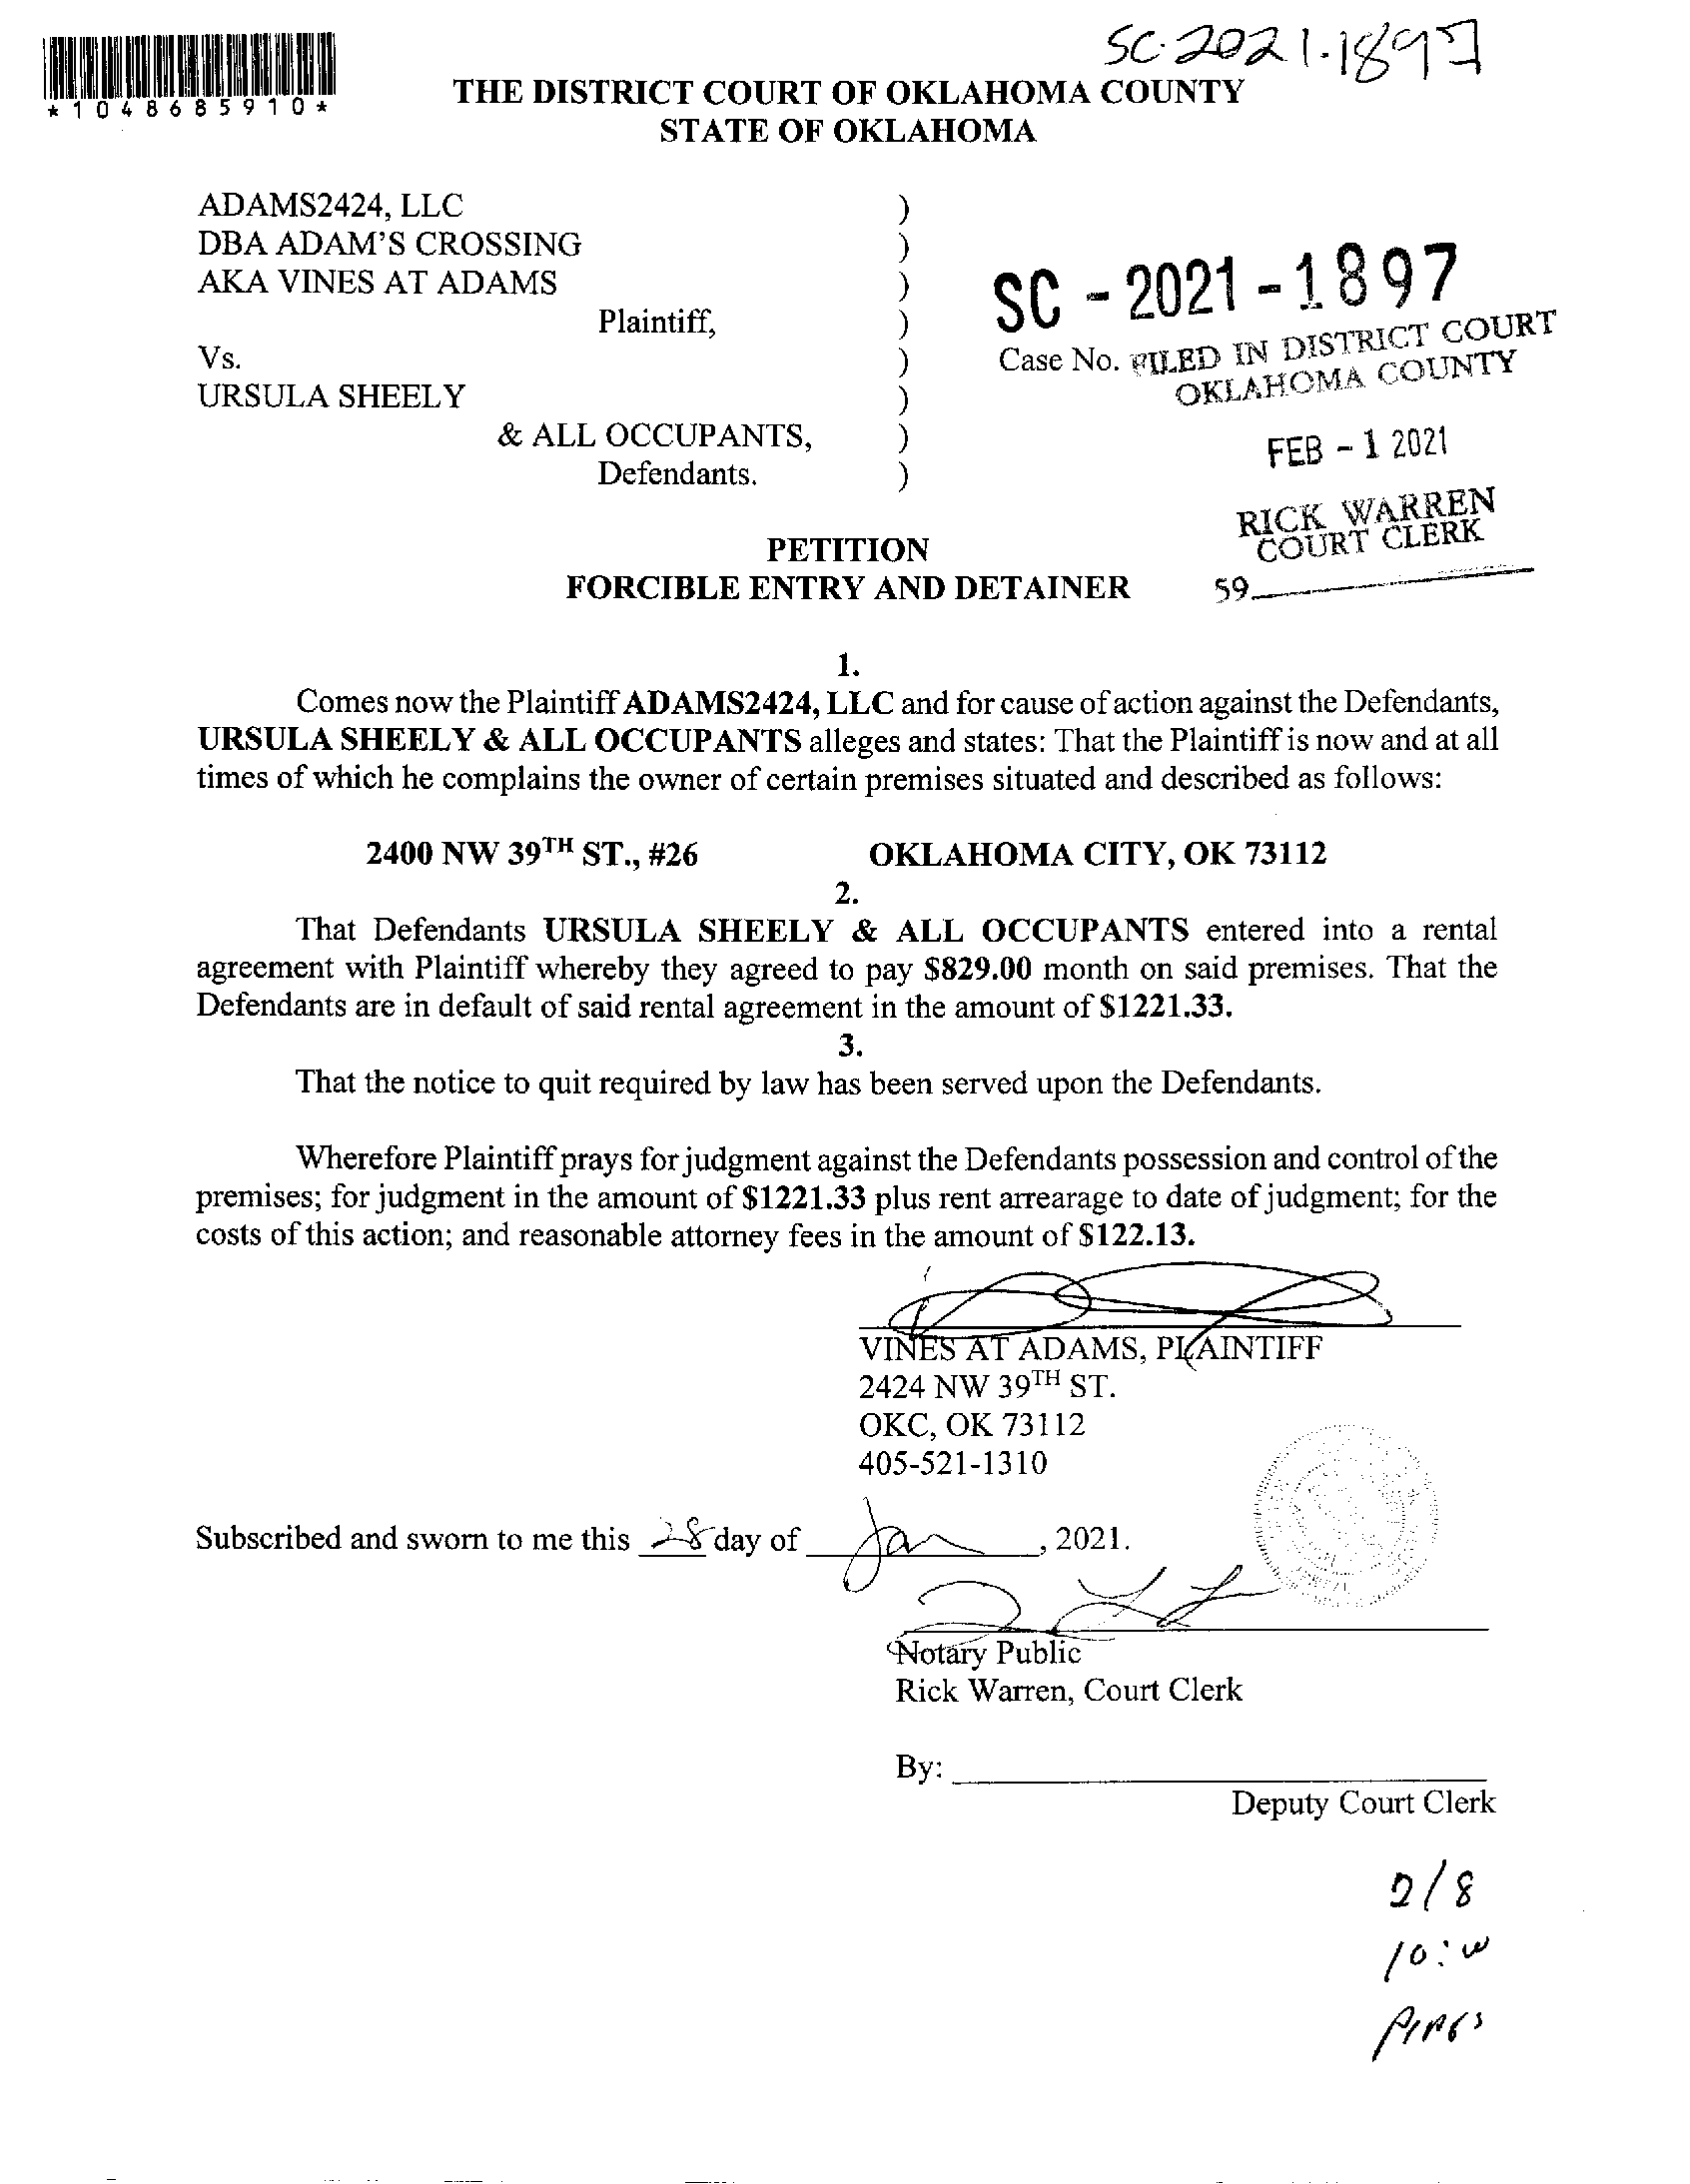 SC-2021-1897
*1048685910*
THE DISTRICT COURT OF OKLAHOMA COUNTY
STATE OF OKLAHOMA
ADAMS2424, LLC )
DBA ADAM'S CROSSING )
AKA VINES AT ADAMS )
Plaintiff, )
Vs. )
URSULA SHEELY )
& ALL OCCUPANTS, )
Defendants. )
SC - 2021 - 1897
Case No. FILED IN DISTRICT COURT
OKLAHOMA COUNTY
FEB - 1 2021
RICK WARREN
COURT CLERK
59
PETITION
FORCIBLE ENTRY AND DETAINER
1.
Comes now the Plaintiff ADAMS2424, LLC and for cause of action against the Defendants,
URSULA SHEELY & ALL OCCUPANTS alleges and states: That the Plaintiff is now and at all
times of which he complains the owner of certain premises situated and described as follows:
2400 NW 39TH ST., #26 OKLAHOMA CITY, OK 73112
2.
That Defendants URSULA SHEELY & ALL OCCUPANTS entered into a rental
agreement with Plaintiff whereby they agreed to pay $829.00 month on said premises. That the
Defendants are in default of said rental agreement in the amount of $1221.33.
3.
That the notice to quit required by law has been served upon the Defendants.
Wherefore Plaintiff prays for judgment against the Defendants possession and control of the
premises; for judgment in the amount of $1221.33 plus rent arrearage to date of judgment; for the
costs of this action; and reasonable attorney fees in the amount of $122.13.
VINES AT ADAMS, PLAINTIFF
2424 NW 39TH ST.
OKC, OK 73112
405-521-1310
Subscribed and sworn to me this 28 day of Jan, 2021.
Notary Public
Rick Warren, Court Clerk
By:
Deputy Court Clerk
2/8